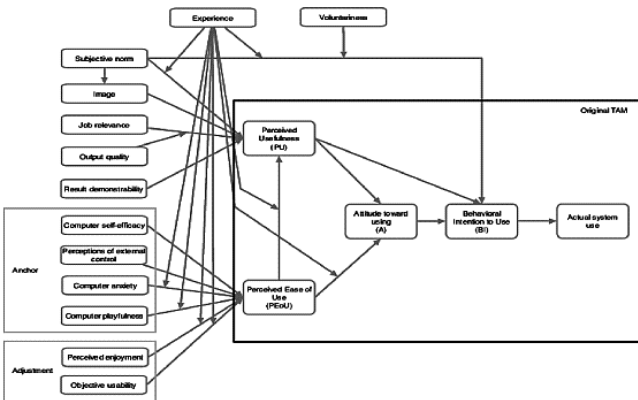 Experience
Voluntariness
Subjective norm
Image
Original TAM
Job relevance
Perceived
Usefulness
(PU)
Output quality
Result demonstrability
Computer self-efficacy
Attitude toward
using
(A)
Behavioral
Intention to Use
(BI)
Actual system
use
Perceptions of external
control
Anchor
Computer anxiety
Perceived Ease of
Use
(PEoU)
Computer playfulness
Perceived enjoyment
Adjustment
Objective usability